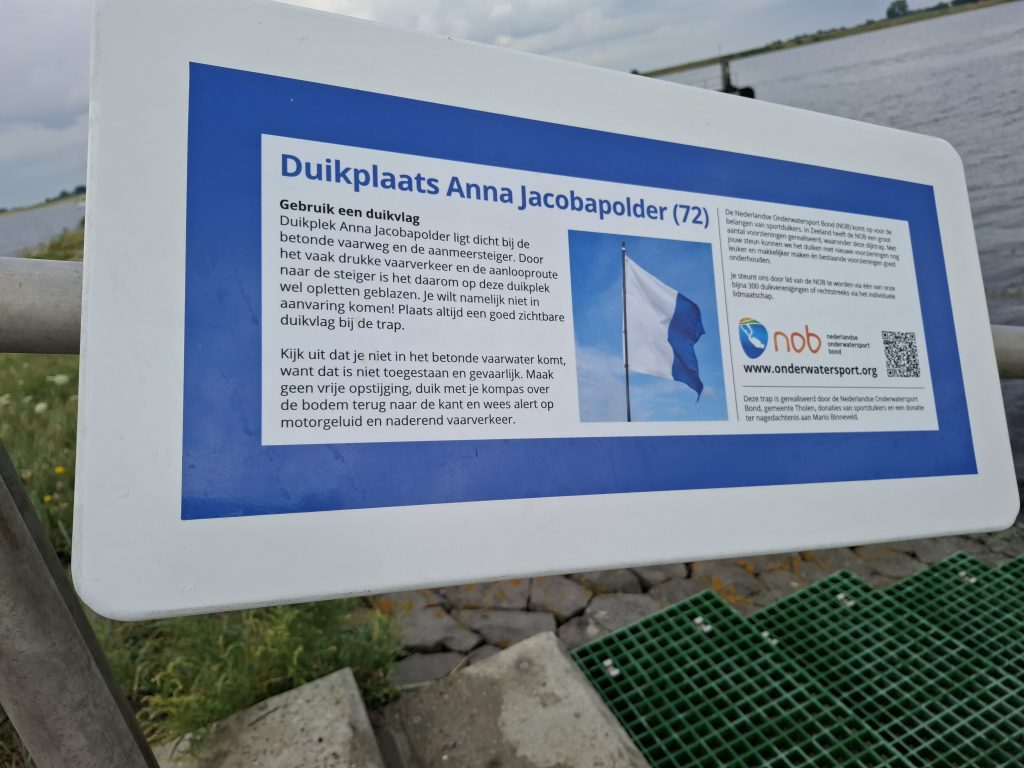 Duikplaats Anna Jacobapolder (72)
Gebruik een duikvlag
Duikplek Anna Jacobapolder ligt dicht bij de
betonde vaarweg en de aanmeersteiger. Door
het vaak drukke vaarverkeer en de aanlooproute
naar de steiger is het daarom op deze duikplek
wel opletten geblazen. Je wilt namelijk niet in
aanvaring komen! Plaats altijd een goed zichtbare
duikvlag bij de trap.
Kijk uit dat je niet in het betonde vaarwater komt,
want dat is niet toegestaan en gevaarlijk. Maak
geen vrije opstijging, duik met je kompas over
de bodem terug naar de kant en wees alert op
motorgeluid en naderend vaarverkeer.
De Nederlandse Onderwatersport Bond (NOB) komt op voor de
belangen van sportduikers. In Zeeland heeft de NOB een groot
aantal voorzieningen gerealiseerd, waaronder deze dijktrap. Met
jouw steun kunnen we het duiken met nieuwe voorzieningen nog
leuker en makkelijker maken én bestaande voorzieningen goed
onderhouden.
Je steunt ons door lid van de NOB te worden via één van onze
bijna 300 duikverenigingen of rechtstreeks via het individuele
lidmaatschap.
nob
nederlandse
onderwatersport
bond
www.onderwatersport.org
Deze trap is gerealiseerd door de Nederlandse Onderwatersport
Bond, gemeente Tholen, donaties van sportduikers en een donatie
ter nagedachtenis aan Mario Binneveld.